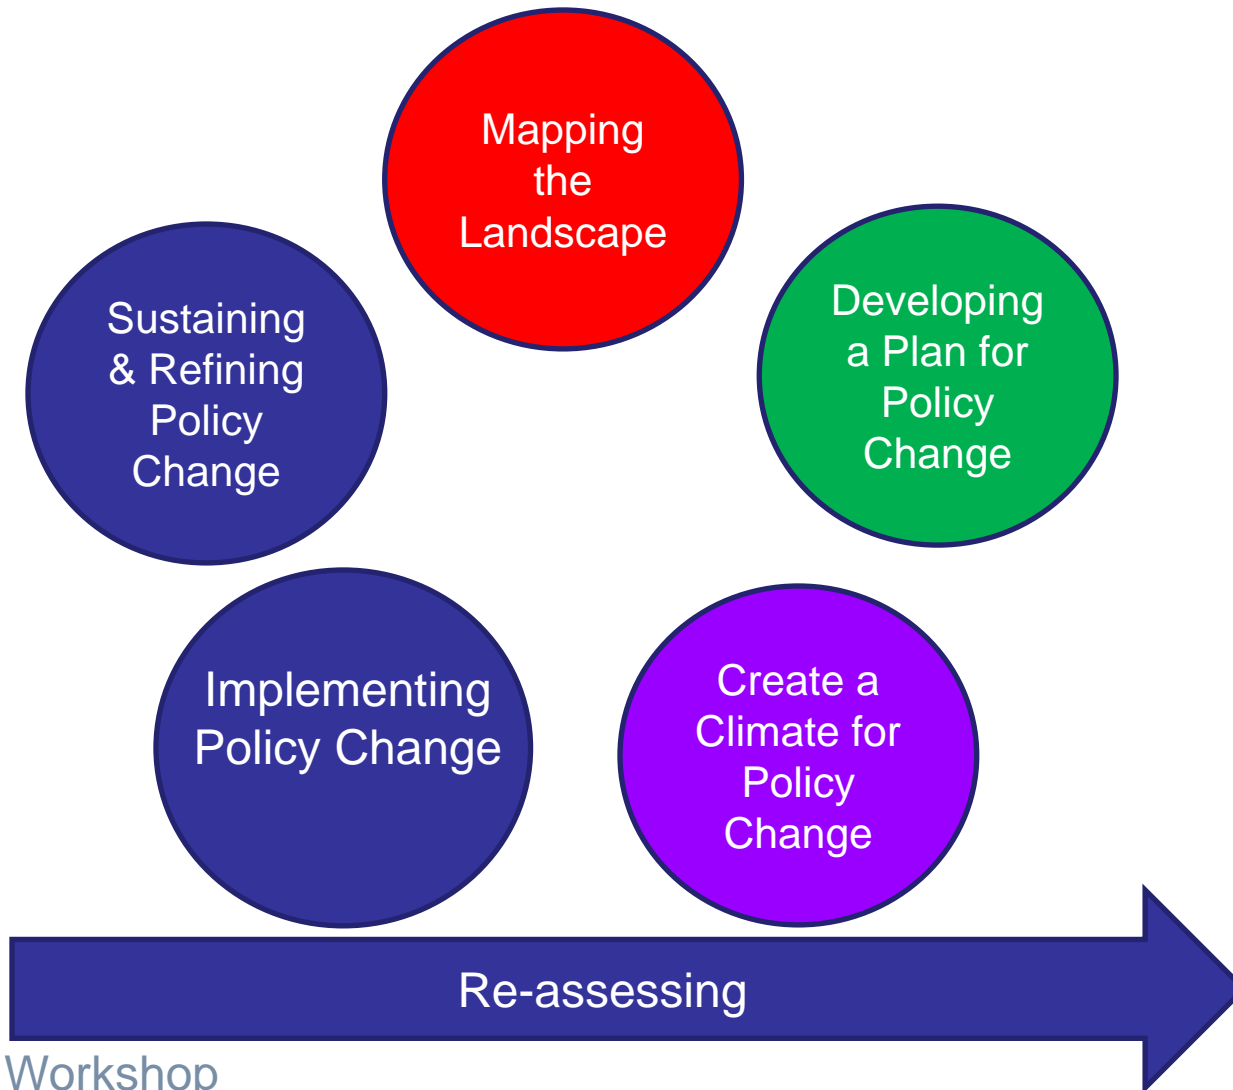 Mapping
the
Landscape
Developing
a Plan for
Policy
Change
Create a
Climate for
Policy
Change
Implementing
Policy Change
Sustaining
& Refining
Policy
Change
Re-assessing
Workshop